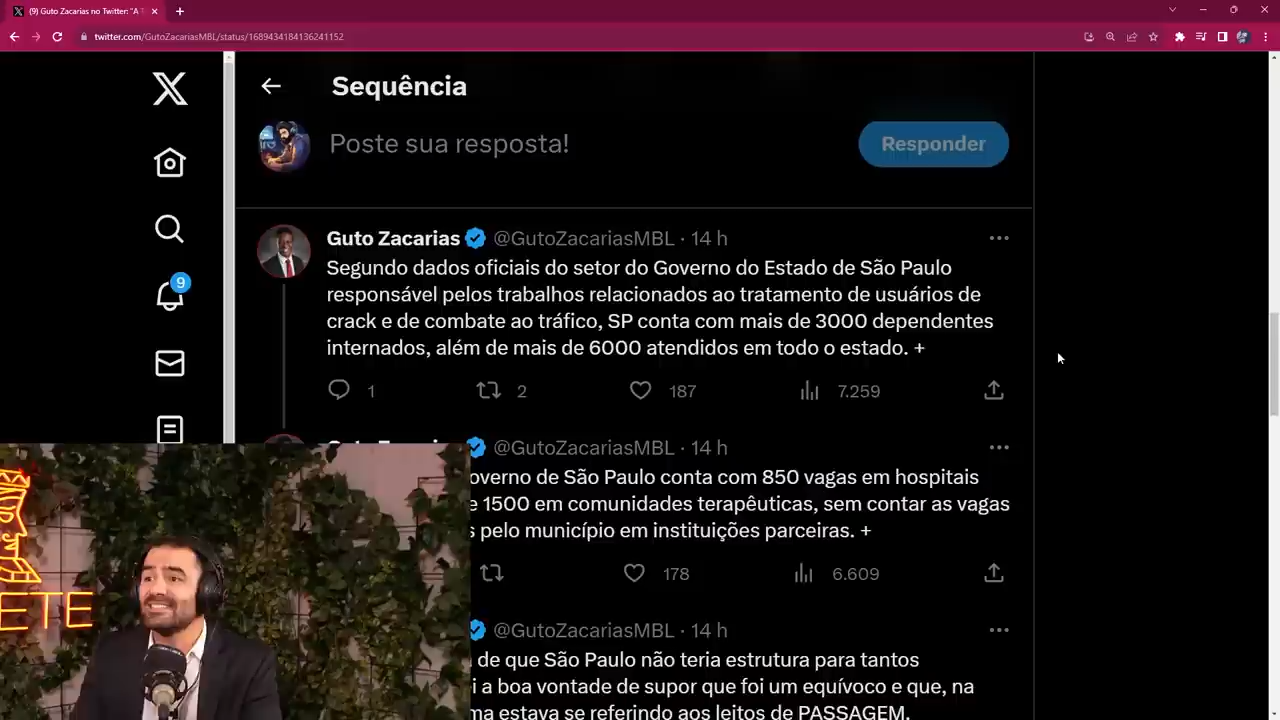 (9) Guto Zacarias no Twitter: "A
twitter.com/GutoZacariasMBL/status/1689434184136241152
Sequência
Poste sua resposta!
Responder
9
Guto Zacarias @GutoZacariasMBL · 14 h
Segundo dados oficiais do setor do Governo do Estado de São Paulo
responsável pelos trabalhos relacionados ao tratamento de usuários de
crack e de combate ao tráfico, SP conta com mais de 3000 dependentes
internados, além de mais de 6000 atendidos em todo o estado. +
1 2 187 7.259
@GutoZacariasMBL · 14 h
overno de São Paulo conta com 850 vagas em hospitais
e 1500 em comunidades terapêuticas, sem contar as vagas
s pelo município em instituições parceiras. +
178 6.609
@GutoZacariasMBL · 14 h
de que São Paulo não teria estrutura para tantos
i a boa vontade de supor que foi um equívoco e que, na
ma estava se referindo aos leitos de PASSAGEM.
ETE